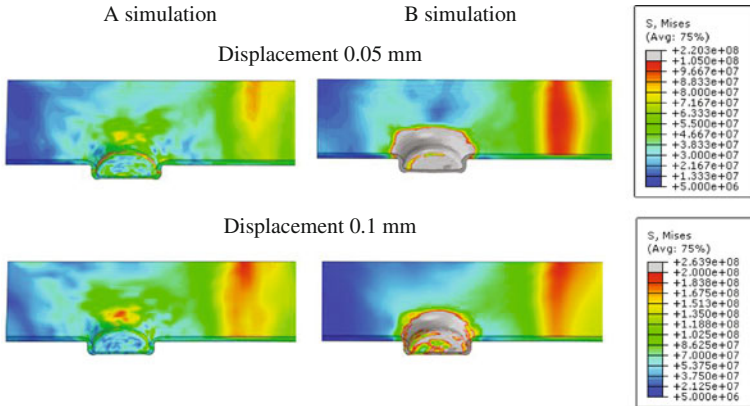 A simulation
B simulation
Displacement 0.05 mm
S, Mises
(Avg: 75%)
+2.203e+08
+1.050e+08
+9.667e+07
+8.833e+07
+8.000e+07
+7.167e+07
+6.333e+07
+5.500e+07
+4.667e+07
+3.833e+07
+3.000e+07
+2.167e+07
+1.333e+07
+5.000e+06
Displacement 0.1 mm
S, Mises
(Avg: 75%)
+2.639e+08
+2.000e+08
+1.838e+08
+1.675e+08
+1.513e+08
+1.350e+08
+1.188e+08
+1.025e+08
+8.625e+07
+7.000e+07
+5.375e+07
+3.750e+07
+2.125e+07
+5.000e+06